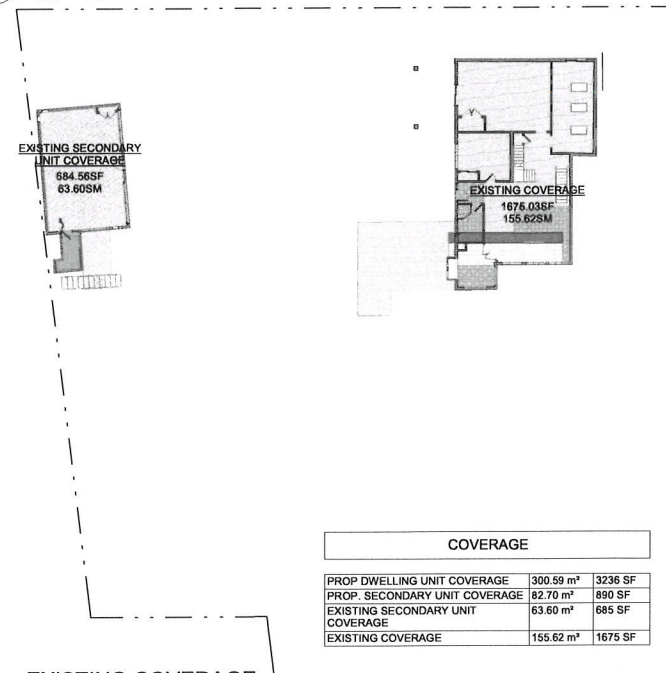 EXISTING SECONDARY
UNIT COVERAGE
684.56SF
63.60SM
EXISTING COVERAGE
1675.03SF
155.62SM
COVERAGE
PROP DWELLING UNIT COVERAGE 300.59 m² 3236 SF
PROP. SECONDARY UNIT COVERAGE 82.70 m² 890 SF
EXISTING SECONDARY UNIT 63.60 m² 685 SF
COVERAGE
EXISTING COVERAGE 155.62 m² 1675 SF
EXISTING COVERAGE